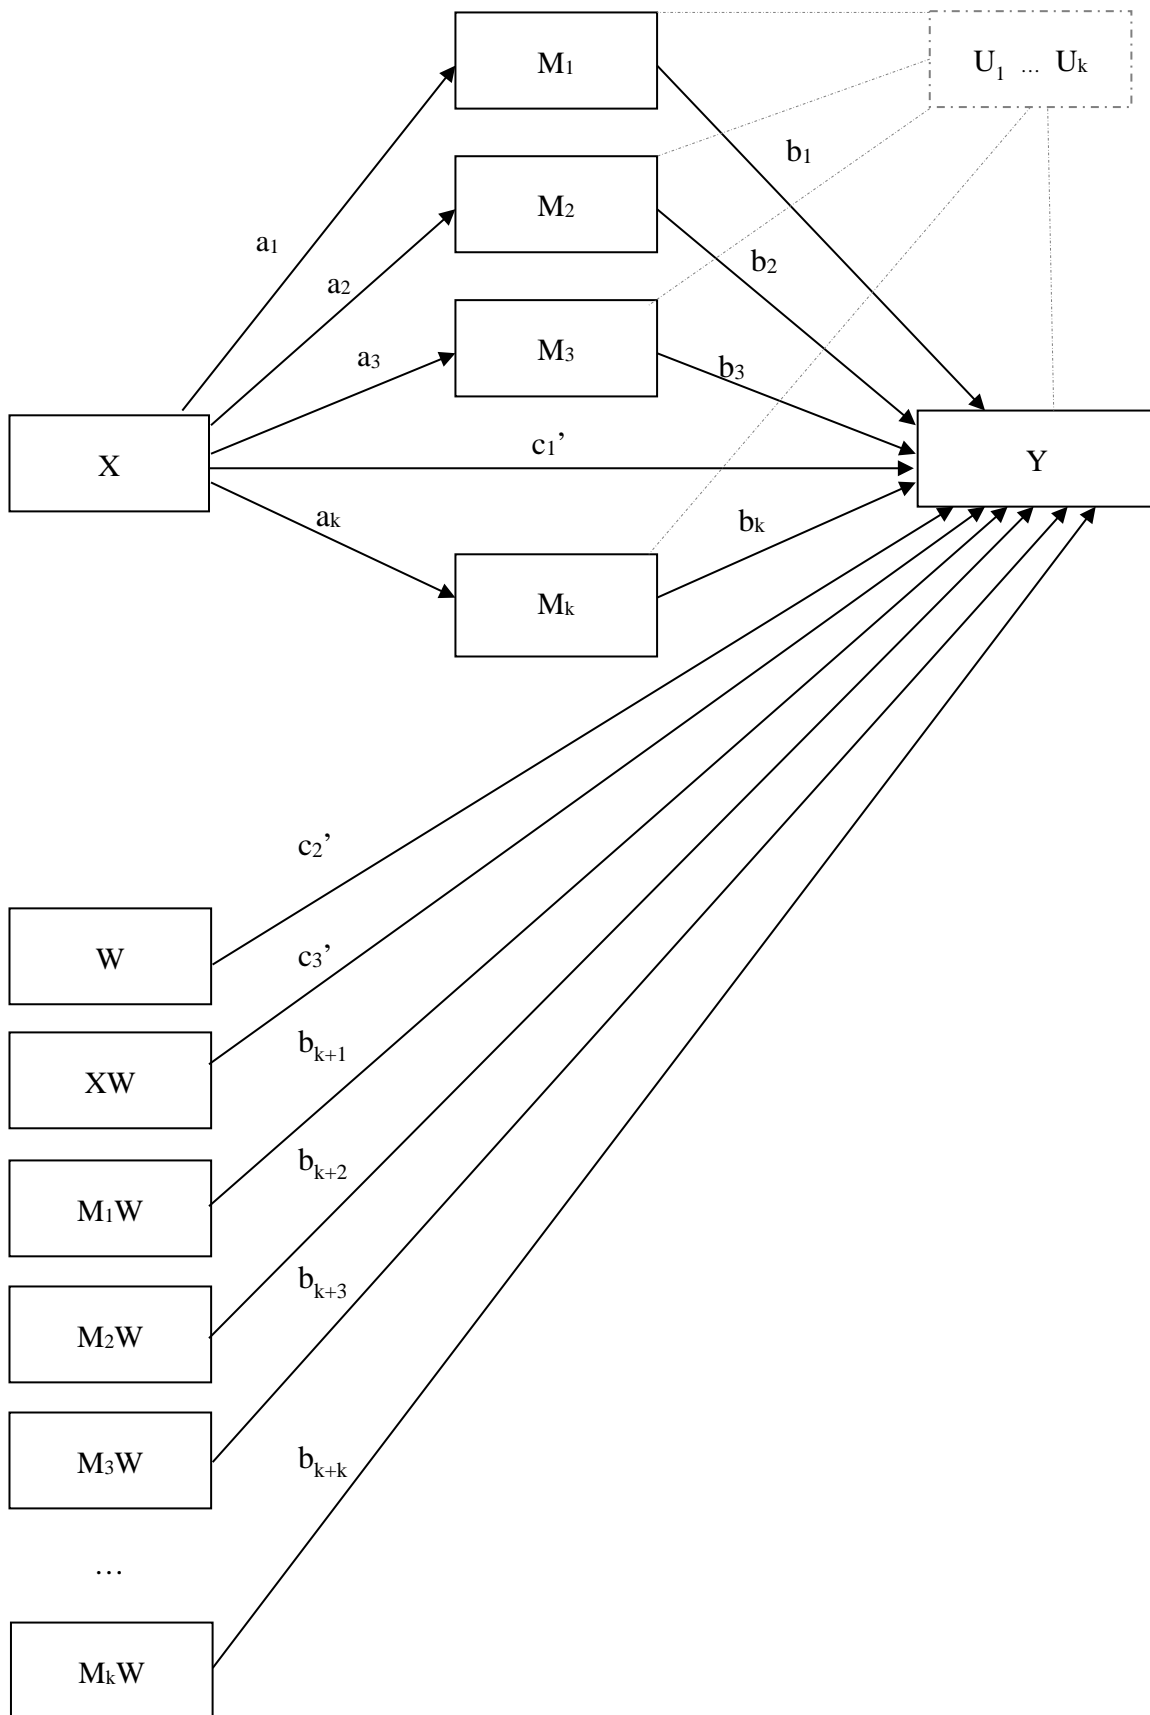 M₁
U₁ ... Uₖ
b₁
M₂
a₁
b₂
a₂
M₃
a₃
b₃
c₁’
X
Y
aₖ
bₖ
Mₖ
c₂’
W
c₃’
bₖ₊₁
XW
bₖ₊₂
M₁W
bₖ₊₃
M₂W
bₖ₊ₖ
M₃W
...
MₖW